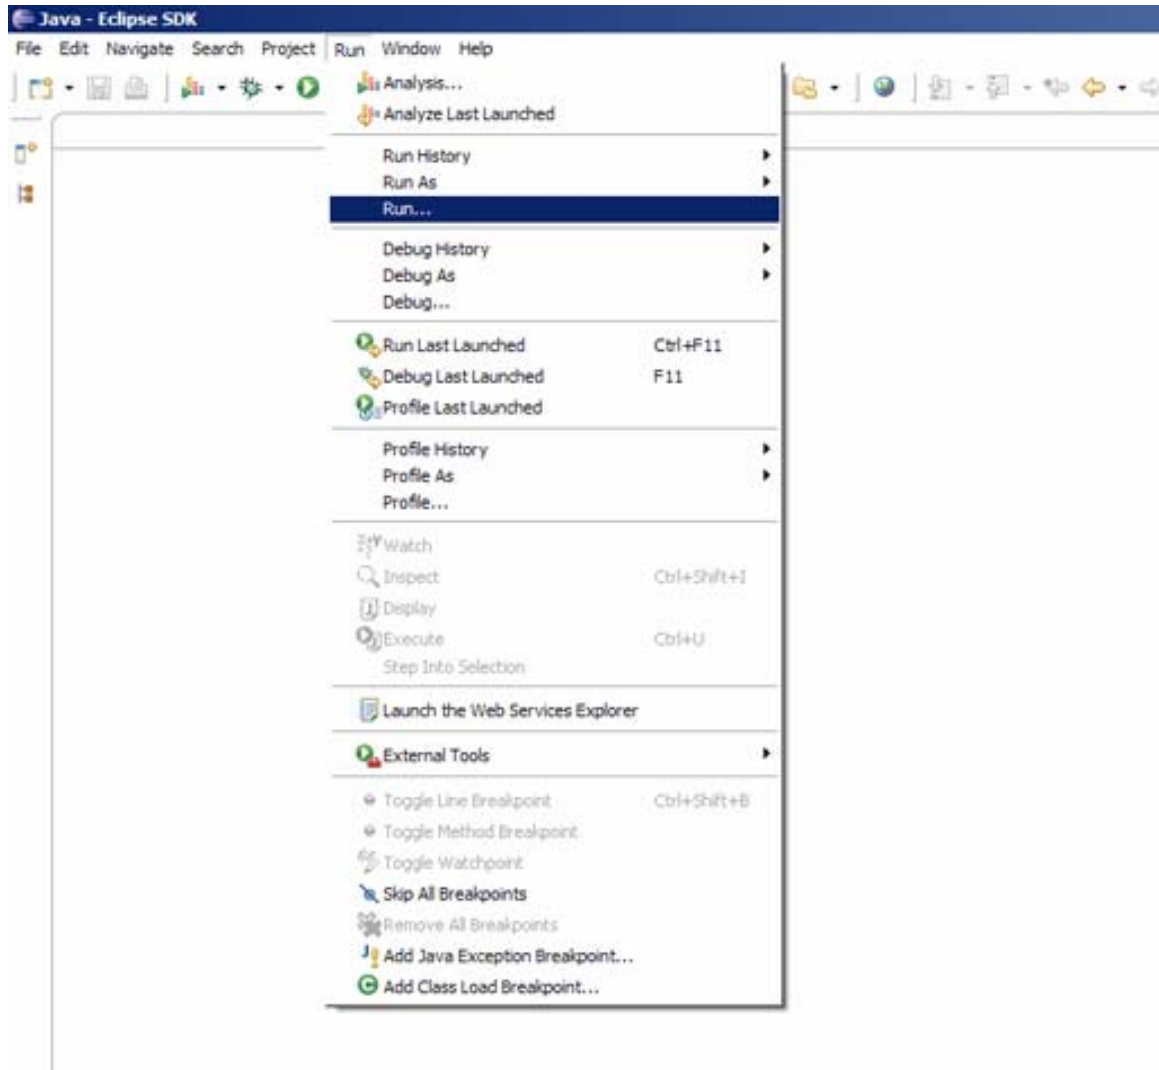 Java - Eclipse SDK
File Edit Navigate Search Project Run Window Help
Analysis...
Analyze Last Launched
Run History
Run As
Run...
Debug History
Debug As
Debug...
Run Last Launched Ctrl+F11
Debug Last Launched F11
Profile Last Launched
Profile History
Profile As
Profile...
Watch
Inspect Ctrl+Shift+I
Display
Execute Ctrl+U
Step Into Selection
Launch the Web Services Explorer
External Tools
Toggle Line Breakpoint Ctrl+Shift+B
Toggle Method Breakpoint
Toggle Watchpoint
Skip All Breakpoints
Remove All Breakpoints
Add Java Exception Breakpoint...
Add Class Load Breakpoint...